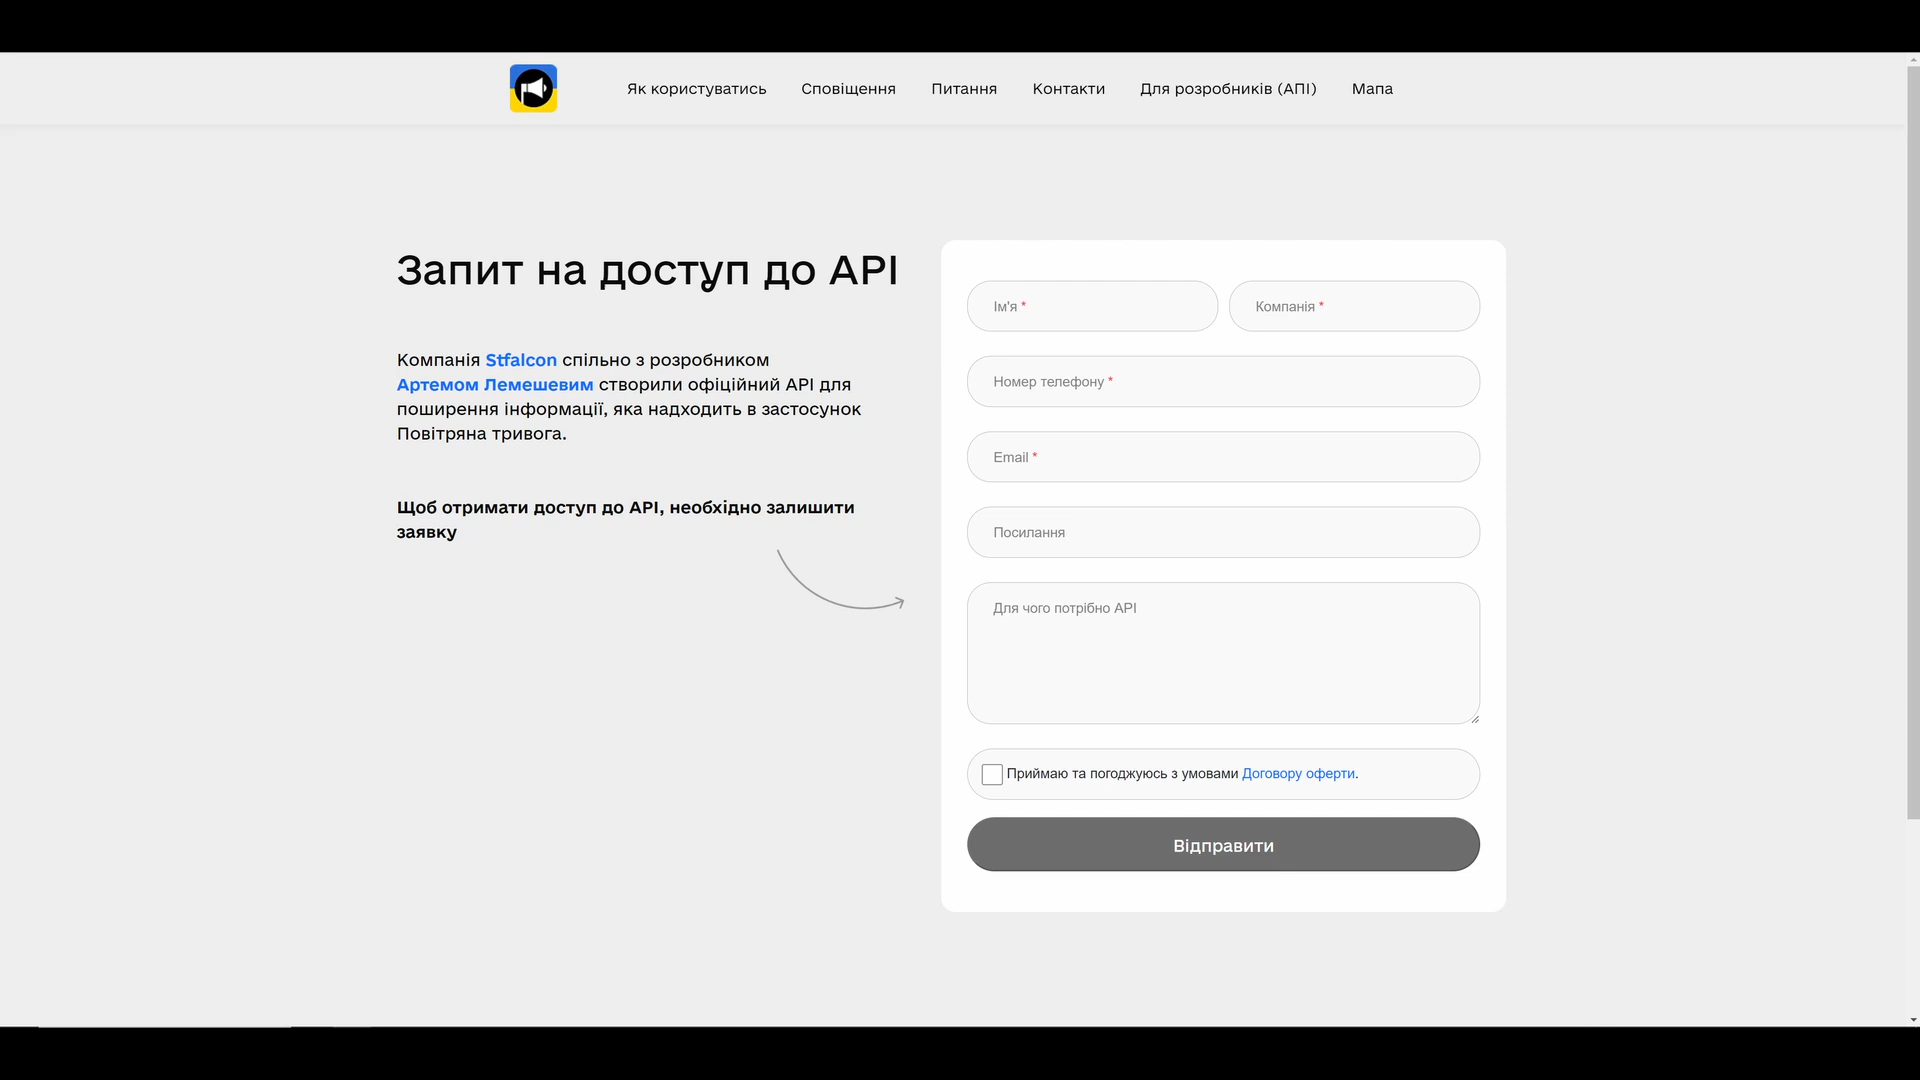 Як користуватись Сповіщення Питання Контакти Для розробників (АПІ) Мапа
Запит на доступ до API
Компанія Stfalcon спільно з розробником
Артемом Лемешевим створили офіційний API для
поширення інформації, яка надходить в застосунок
Повітряна тривога.
Щоб отримати доступ до API, необхідно залишити
заявку
Ім'я * Компанія *
Номер телефону *
Email *
Посилання
Для чого потрібно API
Приймаю та погоджуюсь з умовами Договору оферти.
Відправити